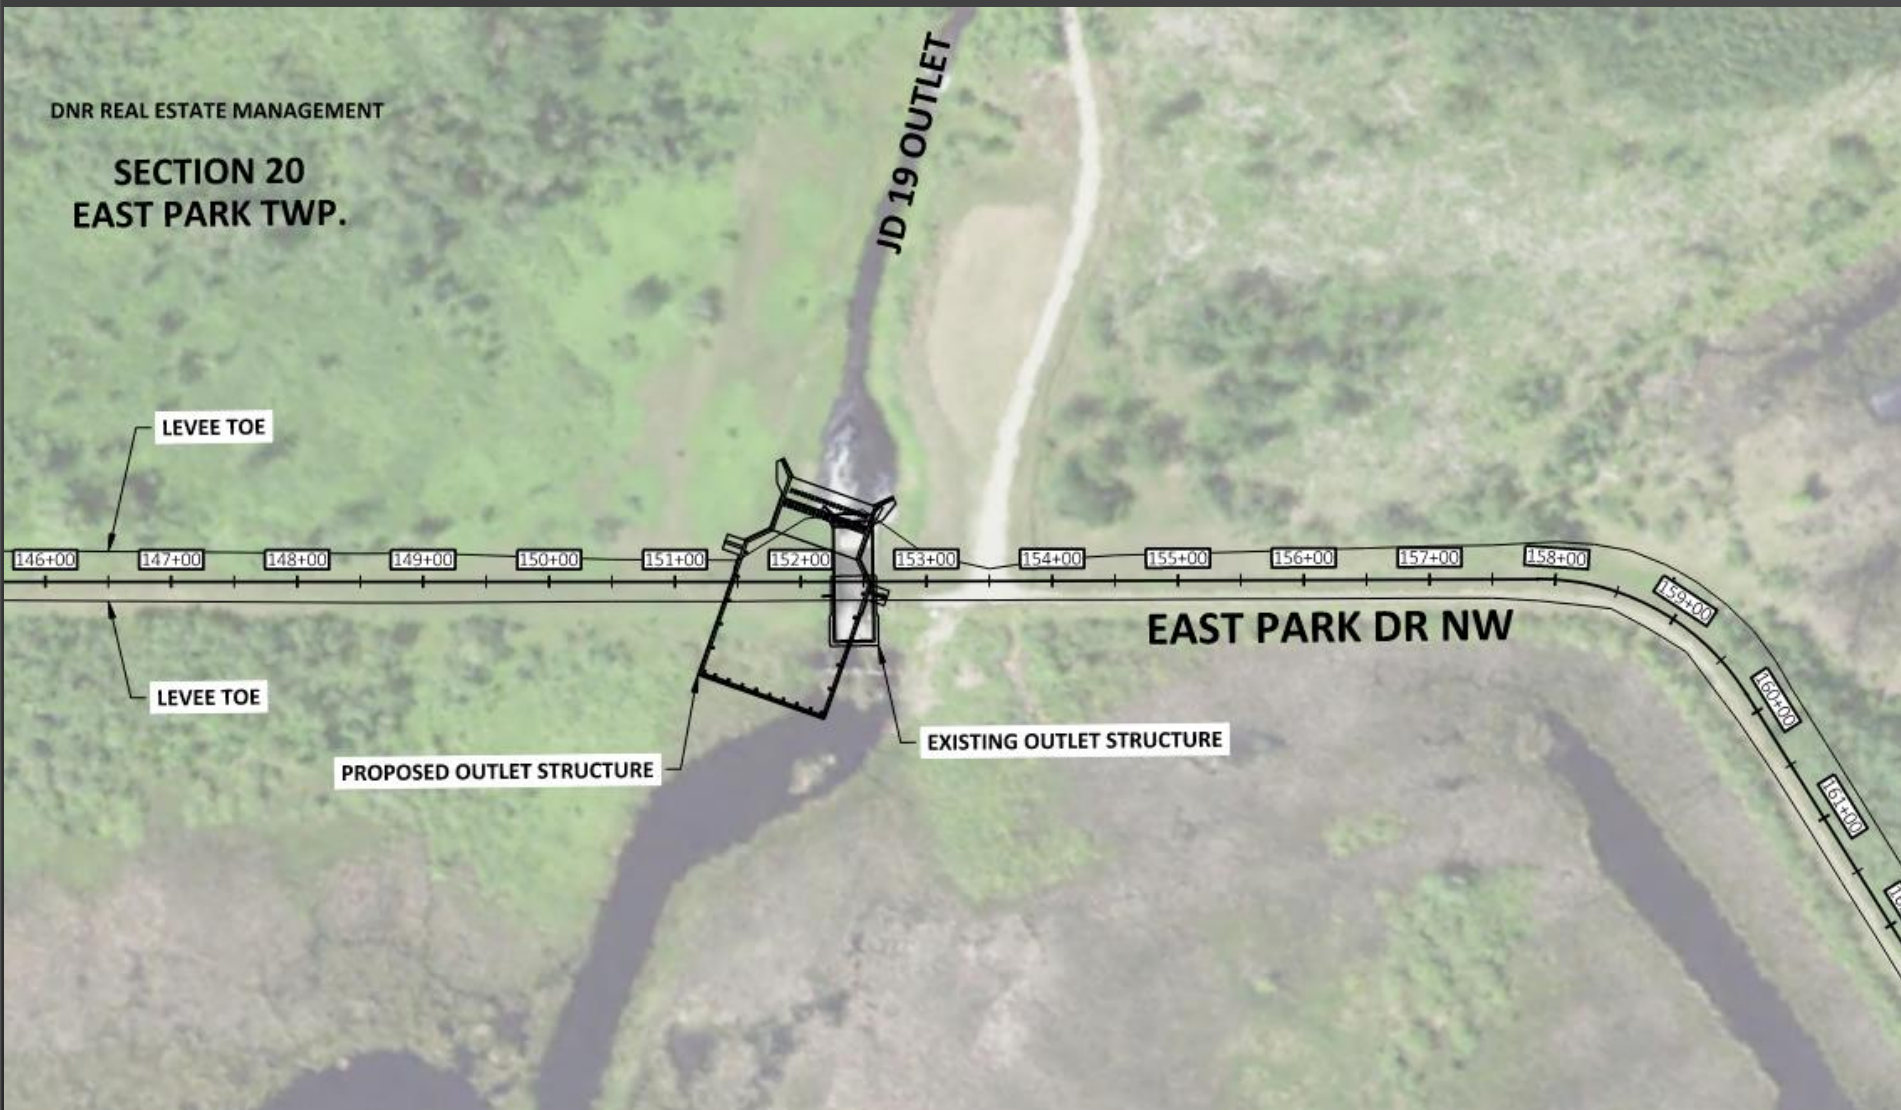 DNR REAL ESTATE MANAGEMENT
SECTION 20
EAST PARK TWP.
JD 19 OUTLET
LEVEE TOE
146+00
147+00
148+00
149+00
150+00
151+00
152+00
153+00
154+00
155+00
156+00
157+00
158+00
159+00
160+00
161+00
EAST PARK DR NW
LEVEE TOE
PROPOSED OUTLET STRUCTURE
EXISTING OUTLET STRUCTURE